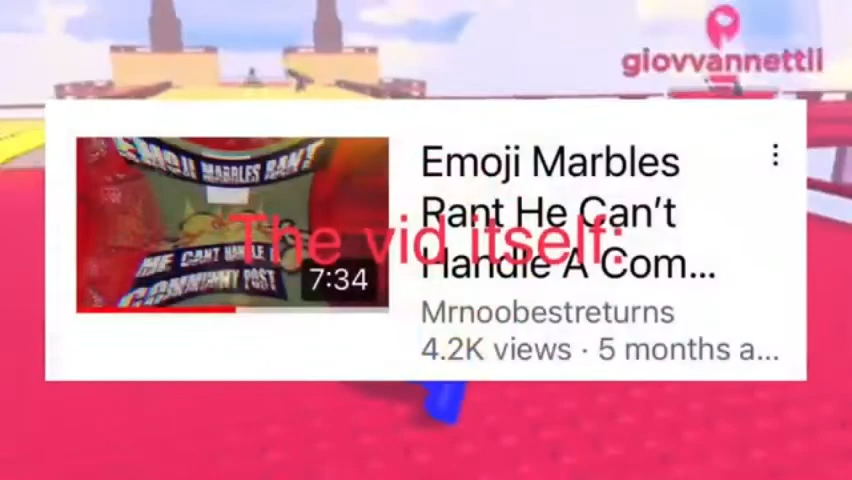 giovvannettii
EMOJI MARBLES RANT
HE CANT HANDLE A
COMMUNITY POST
7:34
Emoji Marbles
Rant He Can't
Handle A Com...
The vid itself:
Mrnoobestreturns
4.2K views · 5 months a...